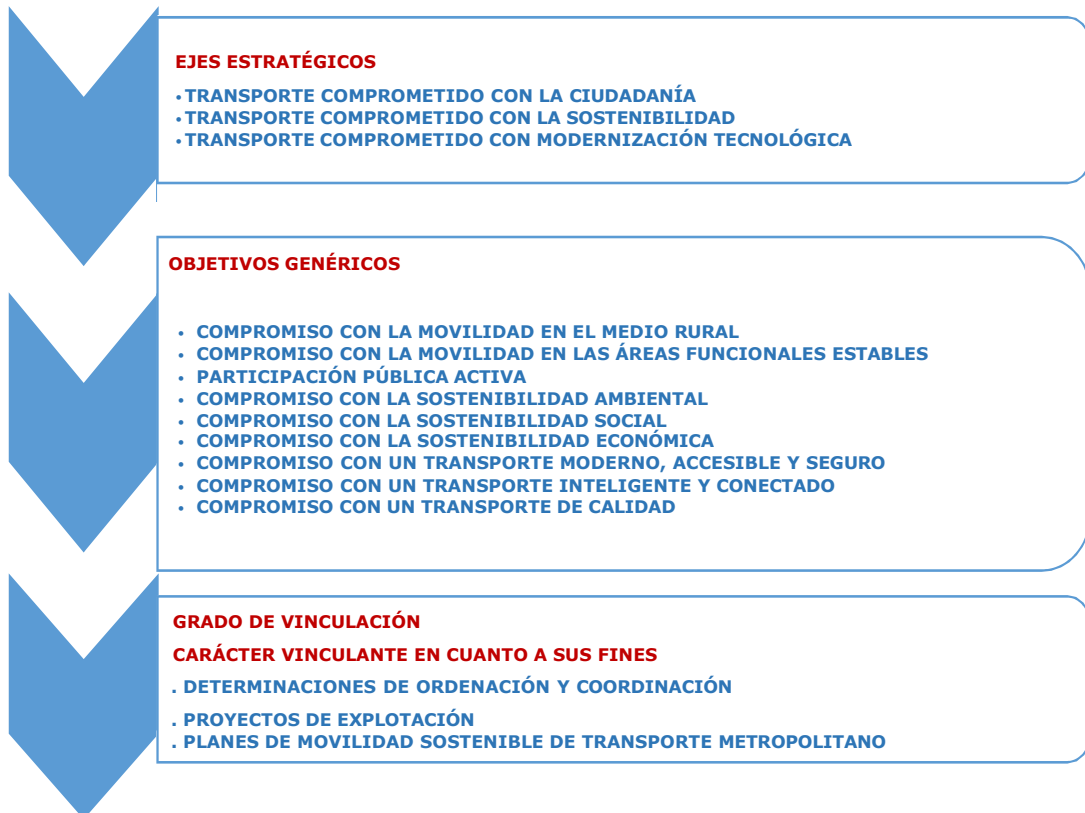 EJES ESTRATÉGICOS
•TRANSPORTE COMPROMETIDO CON LA CIUDADANÍA
•TRANSPORTE COMPROMETIDO CON LA SOSTENIBILIDAD
•TRANSPORTE COMPROMETIDO CON MODERNIZACIÓN TECNOLÓGICA
OBJETIVOS GENÉRICOS
• COMPROMISO CON LA MOVILIDAD EN EL MEDIO RURAL
• COMPROMISO CON LA MOVILIDAD EN LAS ÁREAS FUNCIONALES ESTABLES
• PARTICIPACIÓN PÚBLICA ACTIVA
• COMPROMISO CON LA SOSTENIBILIDAD AMBIENTAL
• COMPROMISO CON LA SOSTENIBILIDAD SOCIAL
• COMPROMISO CON LA SOSTENIBILIDAD ECONÓMICA
• COMPROMISO CON UN TRANSPORTE MODERNO, ACCESIBLE Y SEGURO
• COMPROMISO CON UN TRANSPORTE INTELIGENTE Y CONECTADO
• COMPROMISO CON UN TRANSPORTE DE CALIDAD
GRADO DE VINCULACIÓN
CARÁCTER VINCULANTE EN CUANTO A SUS FINES
. DETERMINACIONES DE ORDENACIÓN Y COORDINACIÓN
. PROYECTOS DE EXPLOTACIÓN
. PLANES DE MOVILIDAD SOSTENIBLE DE TRANSPORTE METROPOLITANO